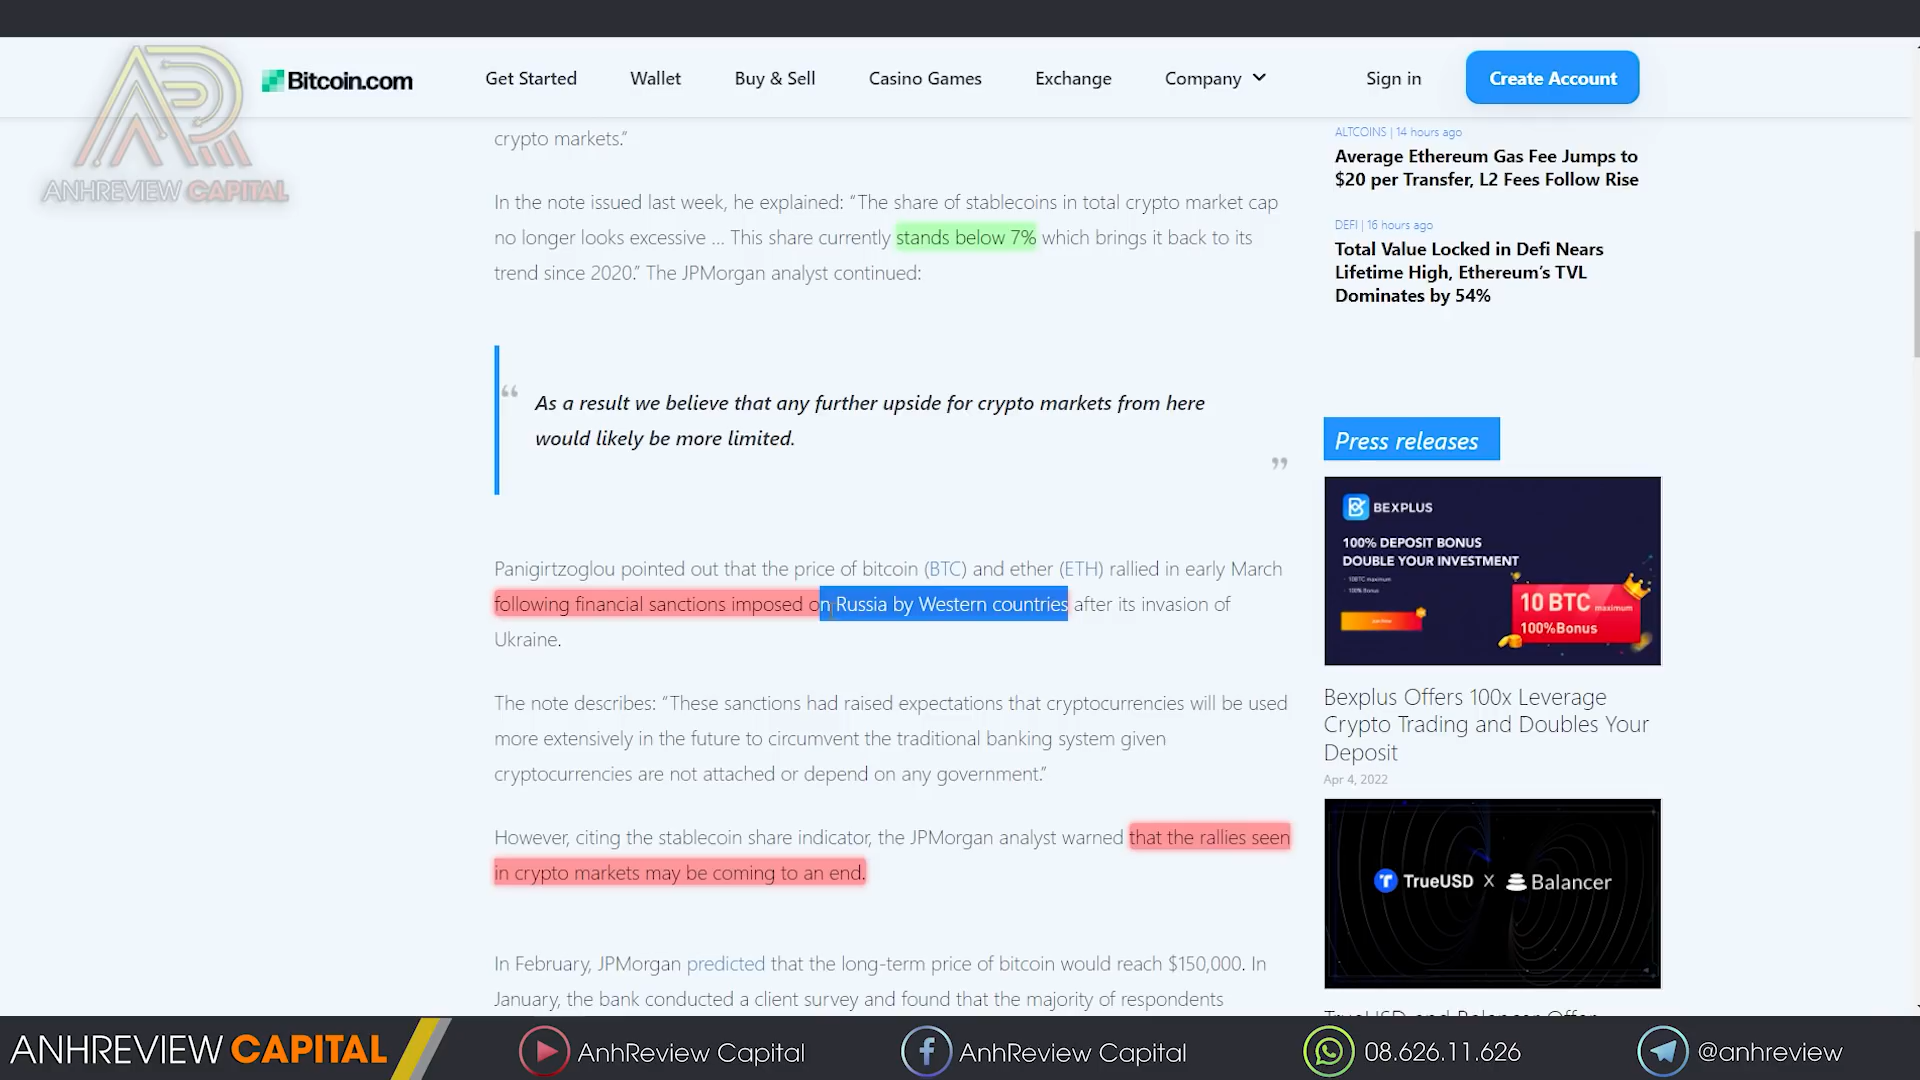 ANHREVIEW CAPITAL
Bitcoin.com
Get Started
Wallet
Buy & Sell
Casino Games
Exchange
Company
Sign in
Create Account
crypto markets.”
In the note issued last week, he explained: “The share of stablecoins in total crypto market cap
no longer looks excessive … This share currently stands below 7% which brings it back to its
trend since 2020.” The JPMorgan analyst continued:
“
As a result we believe that any further upside for crypto markets from here
would likely be more limited.
”
Panigirtzoglou pointed out that the price of bitcoin (BTC) and ether (ETH) rallied in early March
following financial sanctions imposed on Russia by Western countries after its invasion of
Ukraine.
The note describes: “These sanctions had raised expectations that cryptocurrencies will be used
more extensively in the future to circumvent the traditional banking system given
cryptocurrencies are not attached or depend on any government.”
However, citing the stablecoin share indicator, the JPMorgan analyst warned that the rallies seen
in crypto markets may be coming to an end.
In February, JPMorgan predicted that the long-term price of bitcoin would reach $150,000. In
January, the bank conducted a client survey and found that the majority of respondents
ALTCOINS | 14 hours ago
Average Ethereum Gas Fee Jumps to
$20 per Transfer, L2 Fees Follow Rise
DEFI | 16 hours ago
Total Value Locked in Defi Nears
Lifetime High, Ethereum’s TVL
Dominates by 54%
Press releases
BEXPLUS
100% DEPOSIT BONUS
DOUBLE YOUR INVESTMENT
· 10BTC maximum
· 100% Bonus
Join Now
10 BTC maximum
100%Bonus
Bexplus Offers 100x Leverage
Crypto Trading and Doubles Your
Deposit
Apr 4, 2022
TrueUSD X Balancer
TrueUSD and Balancer Offer
ANHREVIEW CAPITAL
AnhReview Capital
AnhReview Capital
08.626.11.626
@anhreview